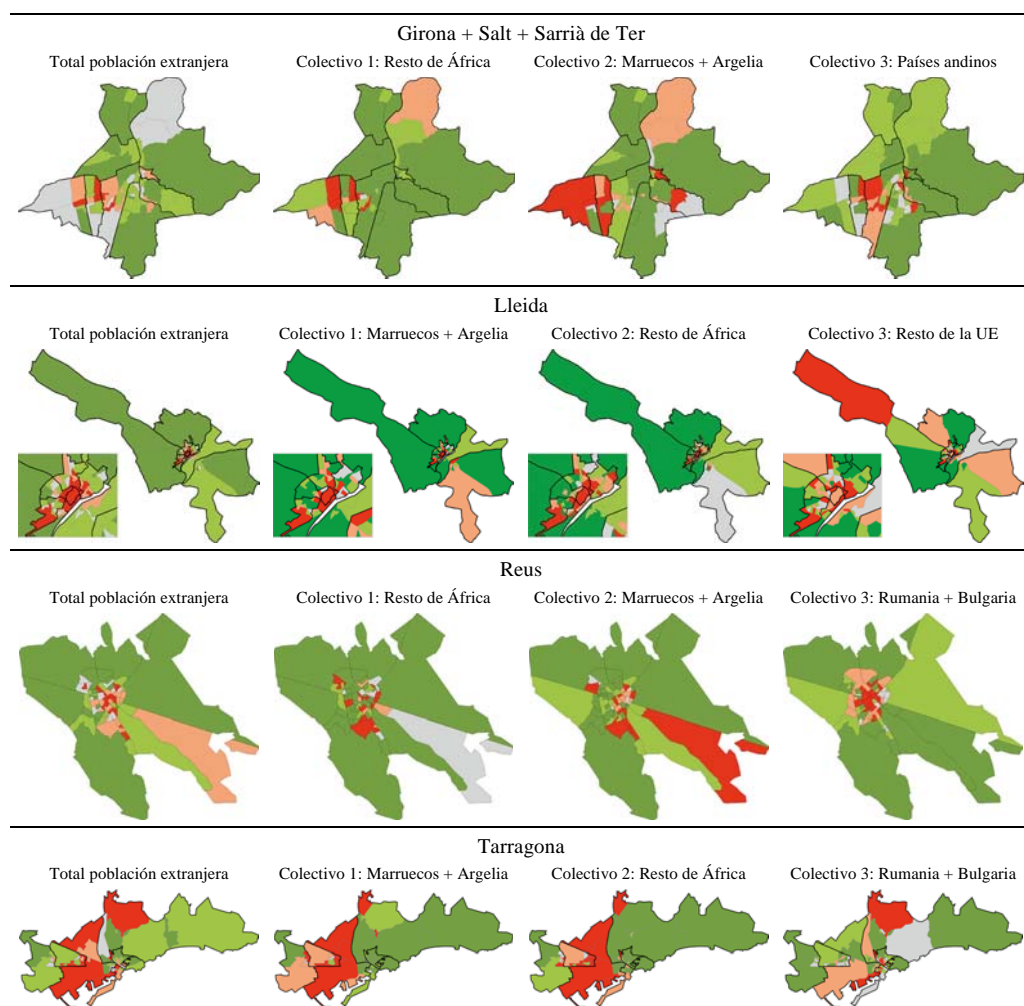 Girona + Salt + Sarrià de Ter
Total población extranjera Colectivo 1: Resto de África Colectivo 2: Marruecos + Argelia Colectivo 3: Países andinos
Lleida
Total población extranjera Colectivo 1: Marruecos + Argelia Colectivo 2: Resto de África Colectivo 3: Resto de la UE
Reus
Total población extranjera Colectivo 1: Resto de África Colectivo 2: Marruecos + Argelia Colectivo 3: Rumania + Bulgaria
Tarragona
Total población extranjera Colectivo 1: Marruecos + Argelia Colectivo 2: Resto de África Colectivo 3: Rumania + Bulgaria